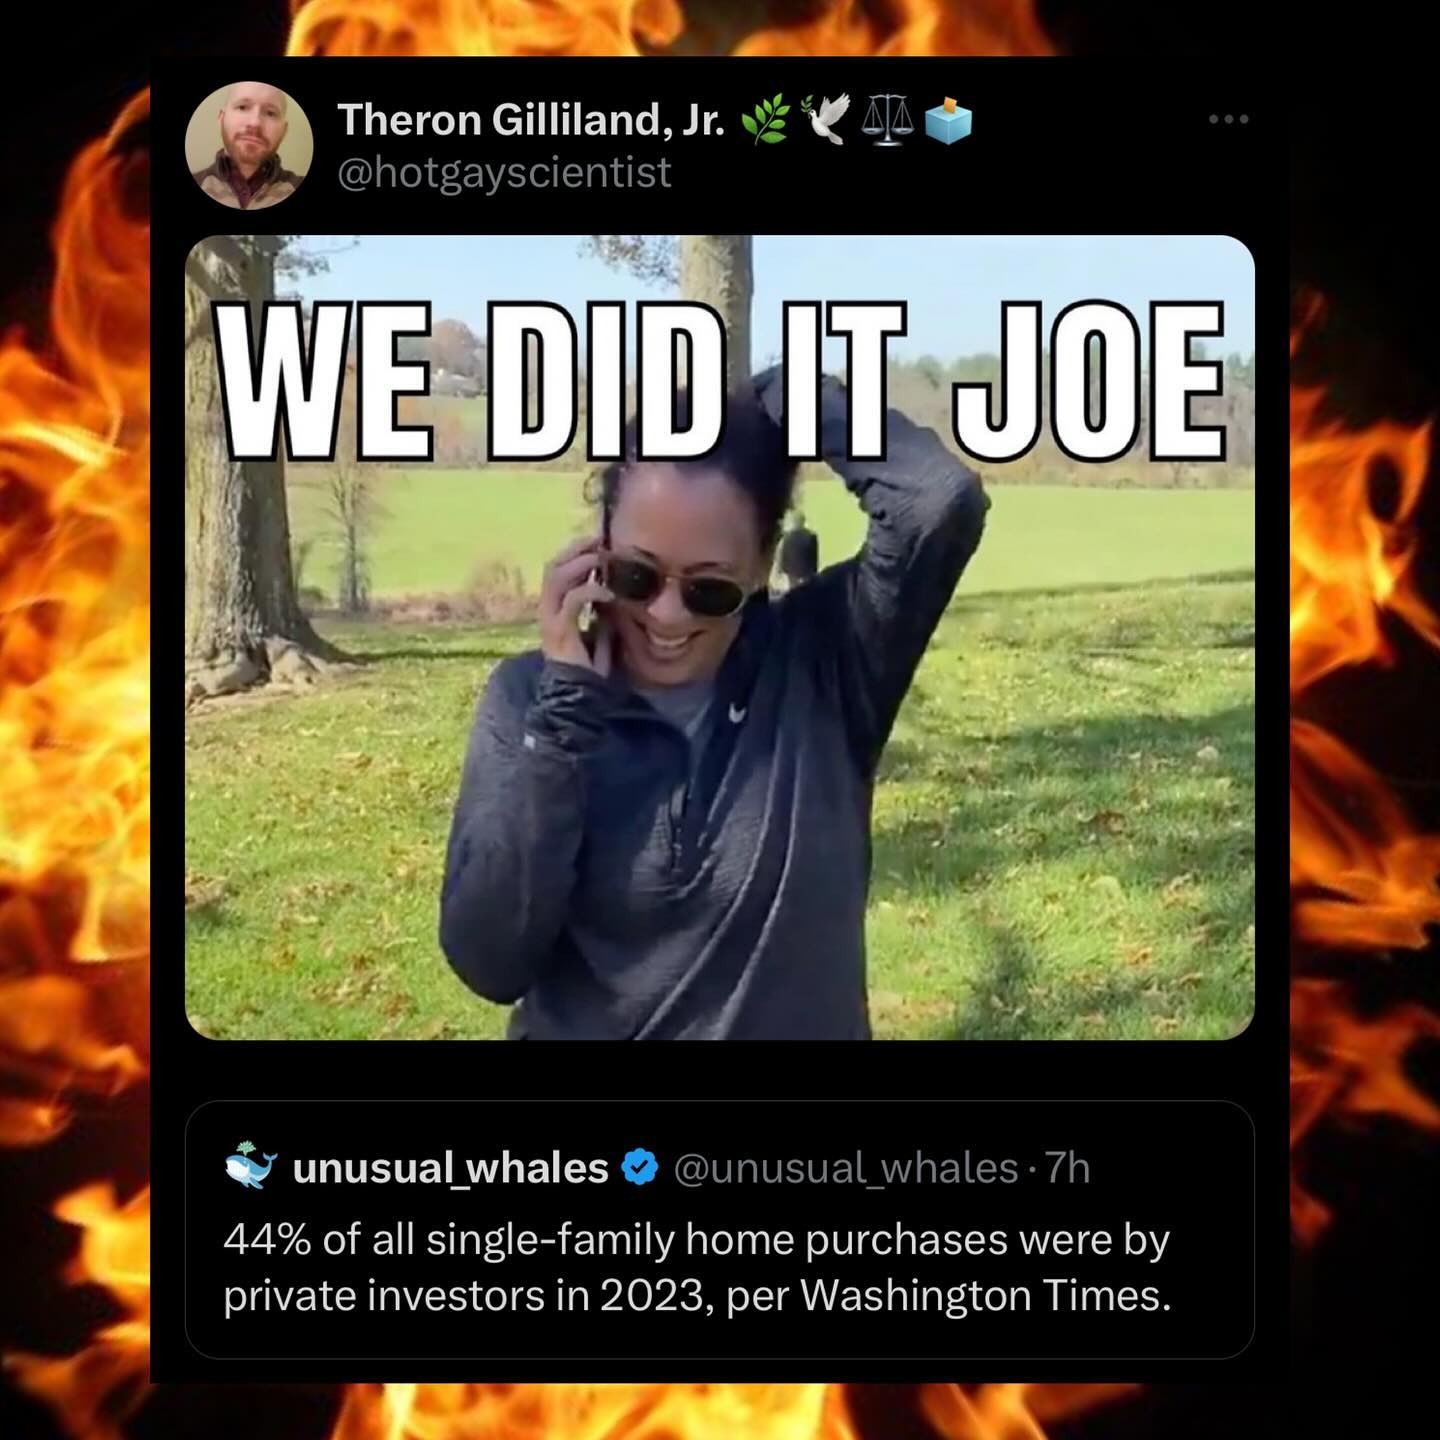 Theron Gilliland, Jr. 🌿🕊️⚖️🗳️
@hotgayscientist
WE DID IT JOE
unusual_whales @unusual_whales · 7h
44% of all single-family home purchases were by
private investors in 2023, per Washington Times.